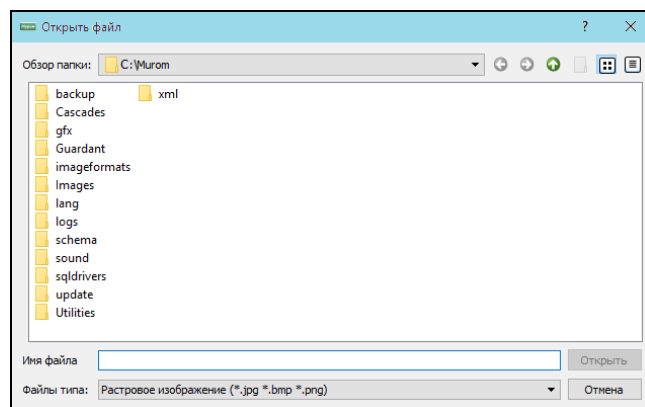 Открыть файл
Обзор папки: C:\Murom
backup xml
Cascades
gfx
Guardant
imageformats
Images
lang
logs
schema
sound
sqldrivers
update
Utilities
Имя файла Открыть
Файлы типа: Растровое изображение (*.jpg *.bmp *.png) Отмена